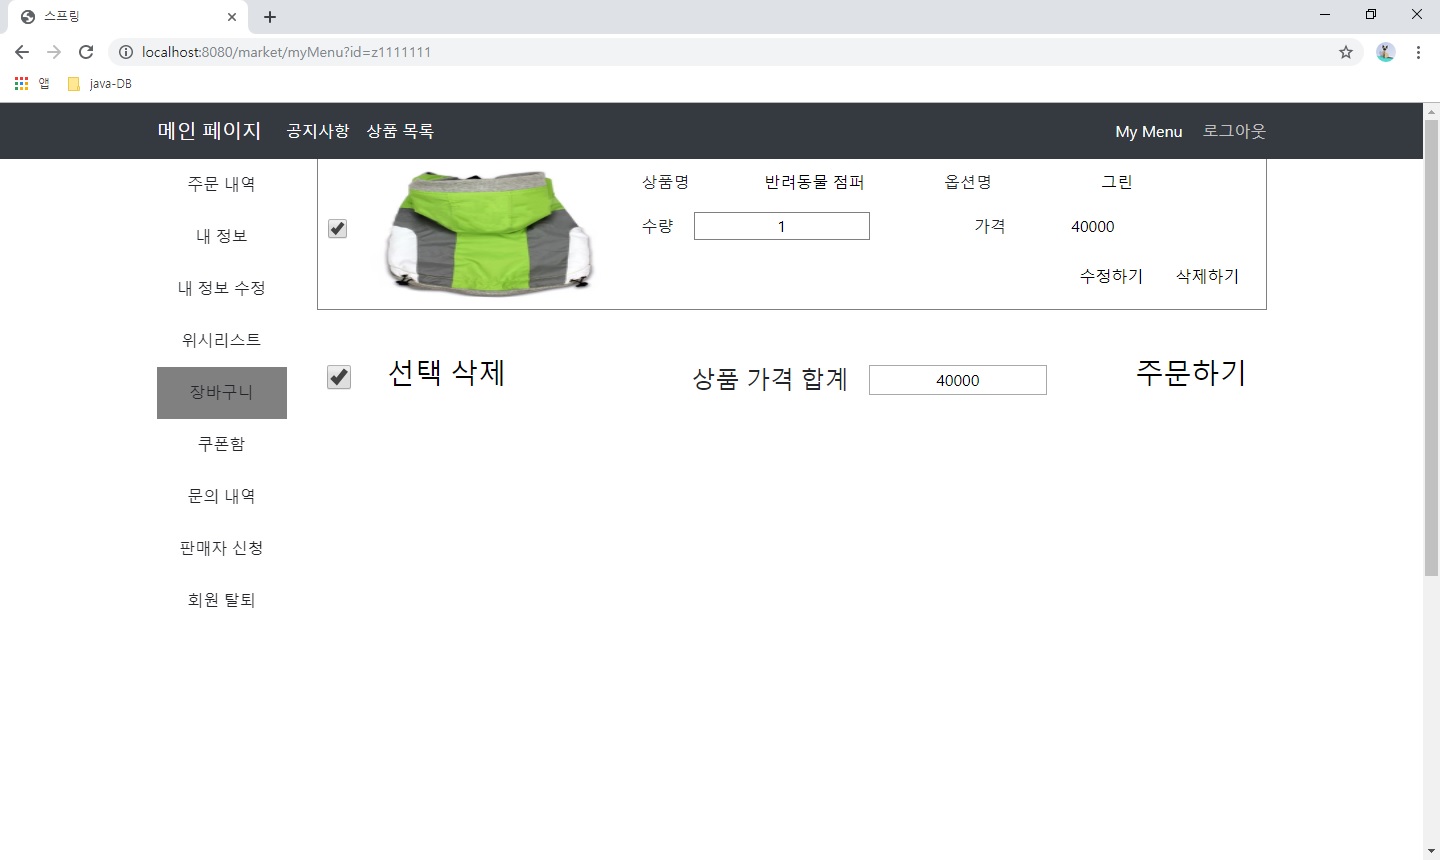 스프링
localhost:8080/market/myMenu?id=z1111111
앱 java-DB
메인 페이지 공지사항 상품 목록 My Menu 로그아웃
주문 내역
내 정보
내 정보 수정
위시리스트
장바구니
쿠폰함
문의 내역
판매자 신청
회원 탈퇴
상품명 반려동물 점퍼 옵션명 그린
수량 1 가격 40000
수정하기 삭제하기
선택 삭제 상품 가격 합계 40000 주문하기